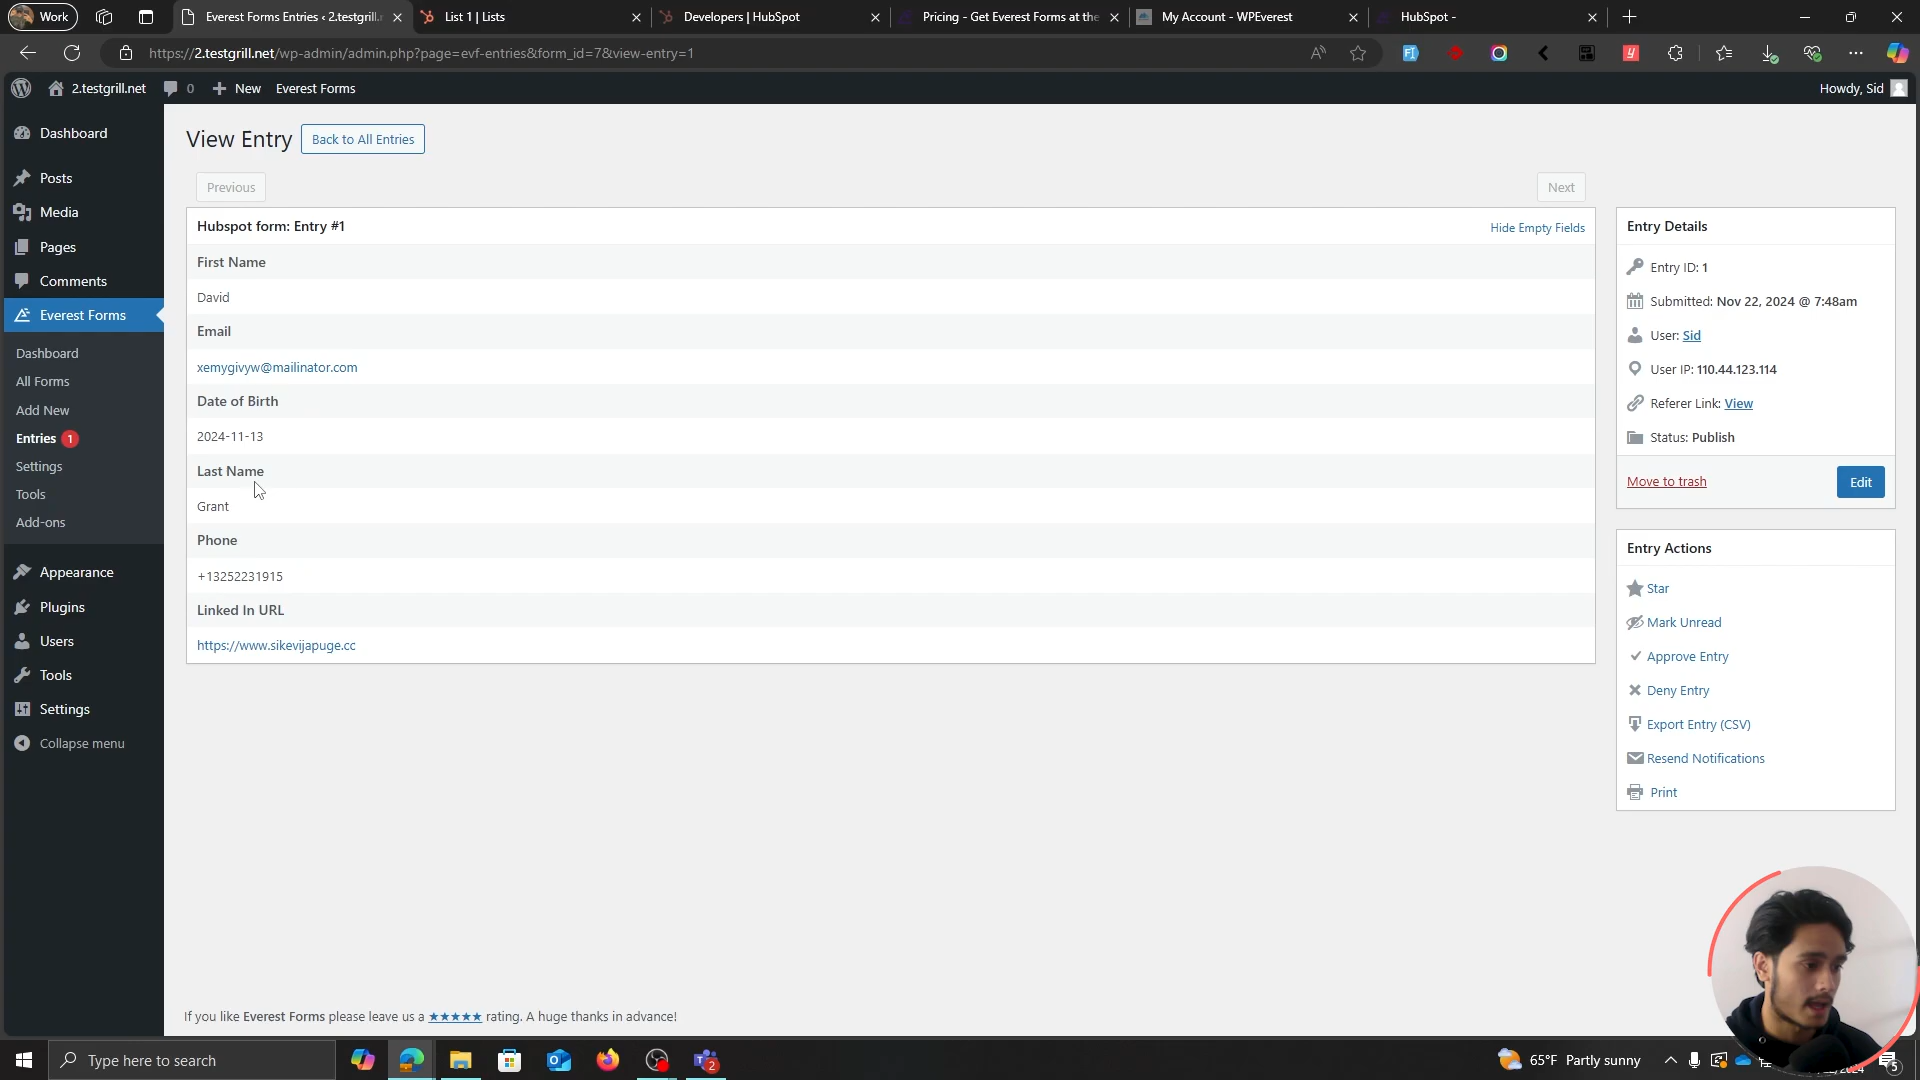 Work
Everest Forms Entries ‹ 2.testgrill.
List 1 | Lists
Developers | HubSpot
Pricing - Get Everest Forms at the
My Account - WPEverest
HubSpot -
https://2.testgrill.net/wp-admin/admin.php?page=evf-entries&form_id=7&view-entry=1
2.testgrill.net
0
New
Everest Forms
Howdy, Sid
Dashboard
Posts
Media
Pages
Comments
Everest Forms
Dashboard
All Forms
Add New
Entries 1
Settings
Tools
Add-ons
Appearance
Plugins
Users
Tools
Settings
Collapse menu
View Entry
Back to All Entries
Previous
Next
Hubspot form: Entry #1
Hide Empty Fields
First Name
David
Email
xemygivyw@mailinator.com
Date of Birth
2024-11-13
Last Name
Grant
Phone
+13252231915
Linked In URL
https://www.sikevijapuge.cc
Entry Details
Entry ID: 1
Submitted: Nov 22, 2024 @ 7:48am
User: Sid
User IP: 110.44.123.114
Referer Link: View
Status: Publish
Move to trash
Edit
Entry Actions
Star
Mark Unread
Approve Entry
Deny Entry
Export Entry (CSV)
Resend Notifications
Print
If you like Everest Forms please leave us a ★★★★★ rating. A huge thanks in advance!
Type here to search
2
65°F Partly sunny
5